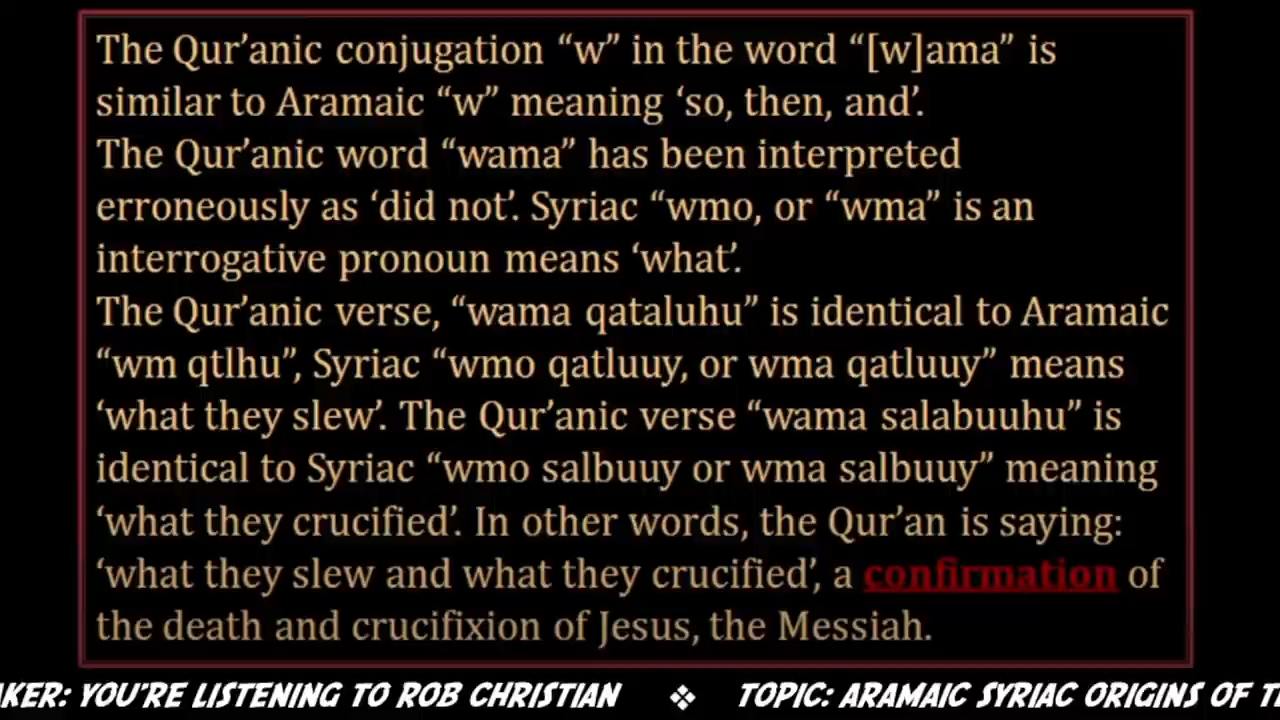 The Qur’anic conjugation “w” in the word “[w]ama” is
similar to Aramaic “w” meaning ‘so, then, and’.
The Qur’anic word “wama” has been interpreted
erroneously as ‘did not’. Syriac “wmo, or “wma” is an
interrogative pronoun means ‘what’.
The Qur’anic verse, “wama qataluhu” is identical to Aramaic
“wm qtlhu”, Syriac “wmo qatluuy, or wma qatluuy” means
‘what they slew’. The Qur’anic verse “wama salabuuhu” is
identical to Syriac “wmo salbuuy or wma salbuuy” meaning
‘what they crucified’. In other words, the Qur’an is saying:
‘what they slew and what they crucified’, a confirmation of
the death and crucifixion of Jesus, the Messiah.
AKER: YOU'RE LISTENING TO ROB CHRISTIAN ❖ TOPIC: ARAMAIC SYRIAC ORIGINS OF